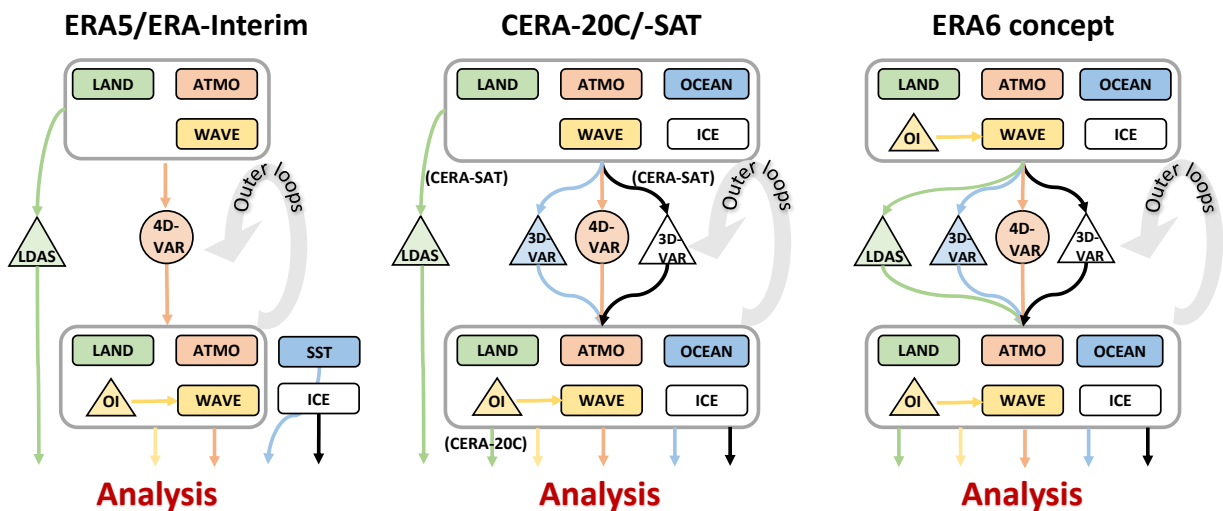 ERA5/ERA-Interim
LAND
ATMO
WAVE
Outer loops
LDAS
4D-
VAR
LAND
ATMO
SST
OI
WAVE
ICE
Analysis
CERA-20C/-SAT
LAND
ATMO
OCEAN
WAVE
ICE
(CERA-SAT)
(CERA-SAT)
Outer loops
LDAS
3D-
VAR
4D-
VAR
3D-
VAR
LAND
ATMO
OCEAN
OI
WAVE
ICE
(CERA-20C)
Analysis
ERA6 concept
LAND
ATMO
OCEAN
OI
WAVE
ICE
Outer loops
LDAS
3D-
VAR
4D-
VAR
3D-
VAR
LAND
ATMO
OCEAN
OI
WAVE
ICE
Analysis